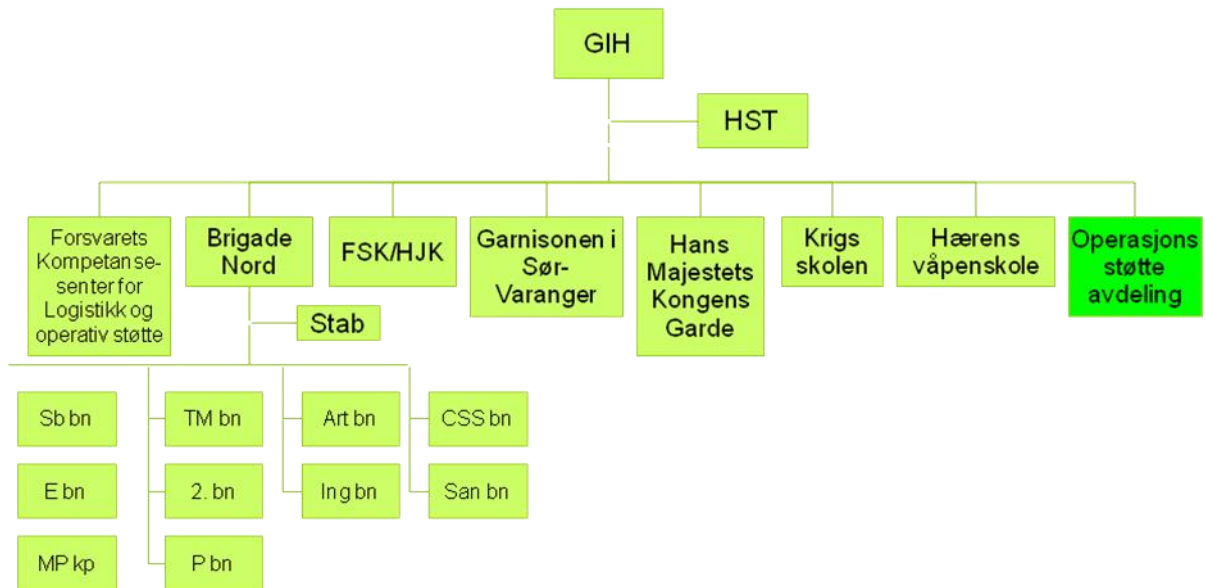 GIH
HST
Forsvarets
Kompetanse-
senter for
Logistikk og
operativ støtte
Brigade
Nord
FSK/HJK
Garnisonen i
Sør-
Varanger
Hans
Majestets
Kongens
Garde
Krigs
skolen
Hærens
våpenskole
Operasjons
støtte
avdeling
Stab
Sb bn
TM bn
Art bn
CSS bn
E bn
2. bn
Ing bn
San bn
MP kp
P bn